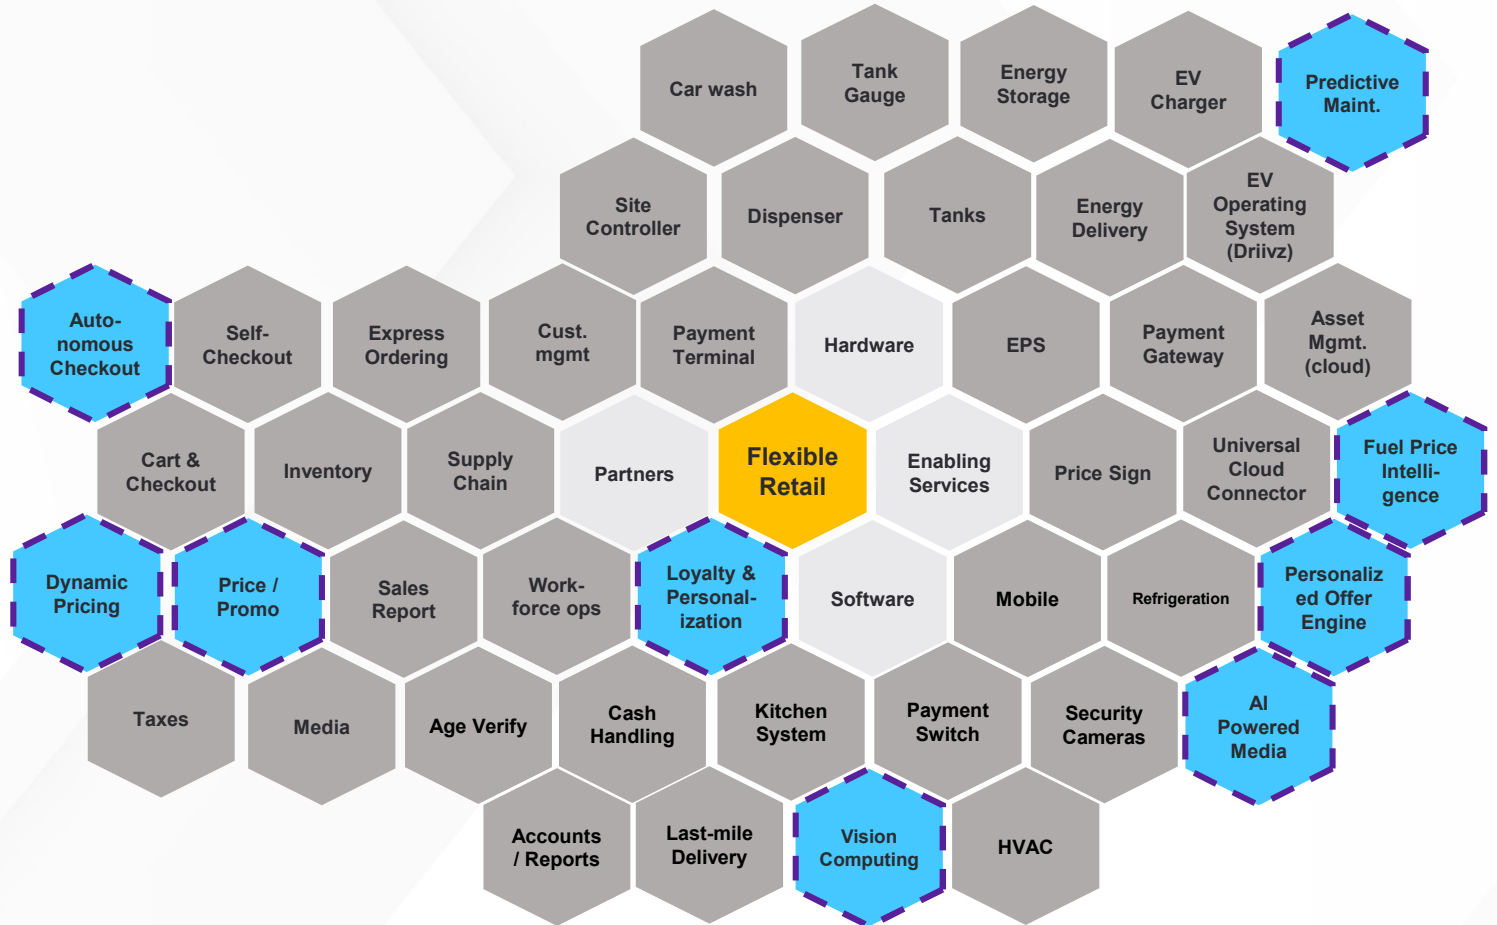 Car wash
Tank
Gauge
Energy
Storage
EV
Charger
Predictive
Maint.
Site
Controller
Dispenser
Tanks
Energy
Delivery
EV
Operating
System
(Driivz)
Auto-
nomous
Checkout
Self-
Checkout
Express
Ordering
Cust.
mgmt
Payment
Terminal
Hardware
EPS
Payment
Gateway
Asset
Mgmt.
(cloud)
Cart &
Checkout
Inventory
Supply
Chain
Partners
Flexible
Retail
Enabling
Services
Price Sign
Universal
Cloud
Connector
Fuel Price
Intelli-
gence
Dynamic
Pricing
Price /
Promo
Sales
Report
Work-
force ops
Loyalty &
Personal-
ization
Software
Mobile
Refrigeration
Personaliz
ed Offer
Engine
Taxes
Media
Age Verify
Cash
Handling
Kitchen
System
Payment
Switch
Security
Cameras
AI
Powered
Media
Accounts
/ Reports
Last-mile
Delivery
Vision
Computing
HVAC